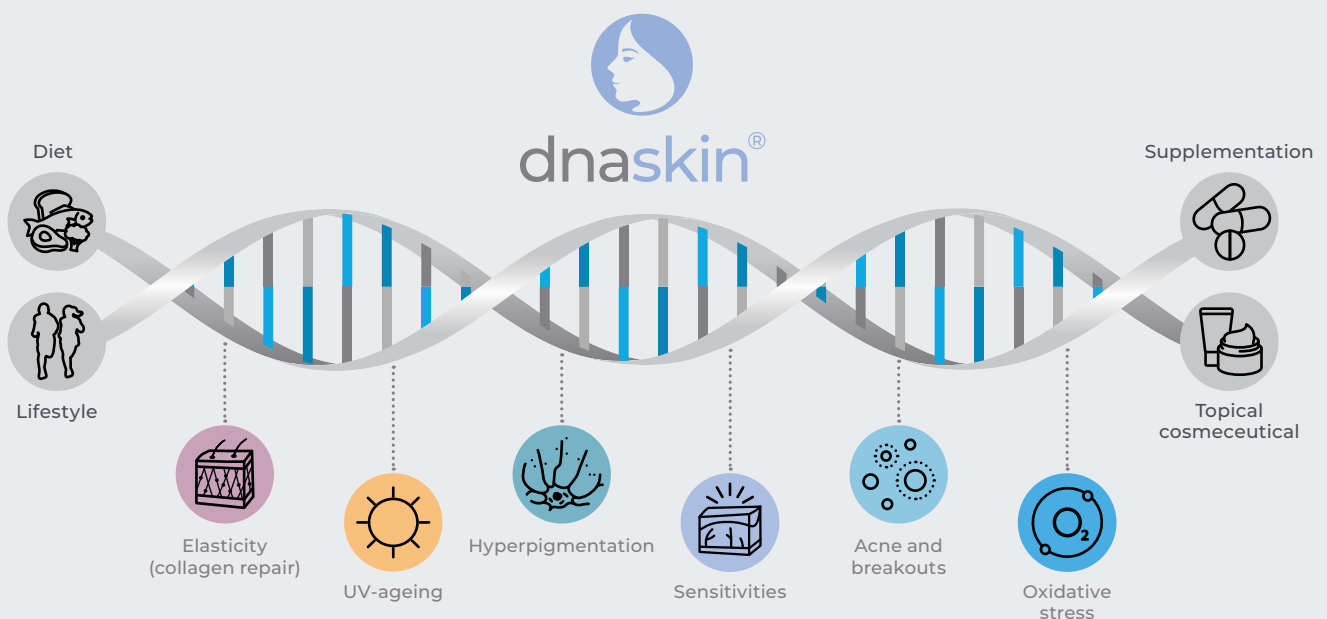 dnaskin®
Diet
Supplementation
Lifestyle
Topical
cosmeceutical
Elasticity
(collagen repair)
UV-ageing
Hyperpigmentation
Sensitivities
Acne and
breakouts
O2
Oxidative
stress